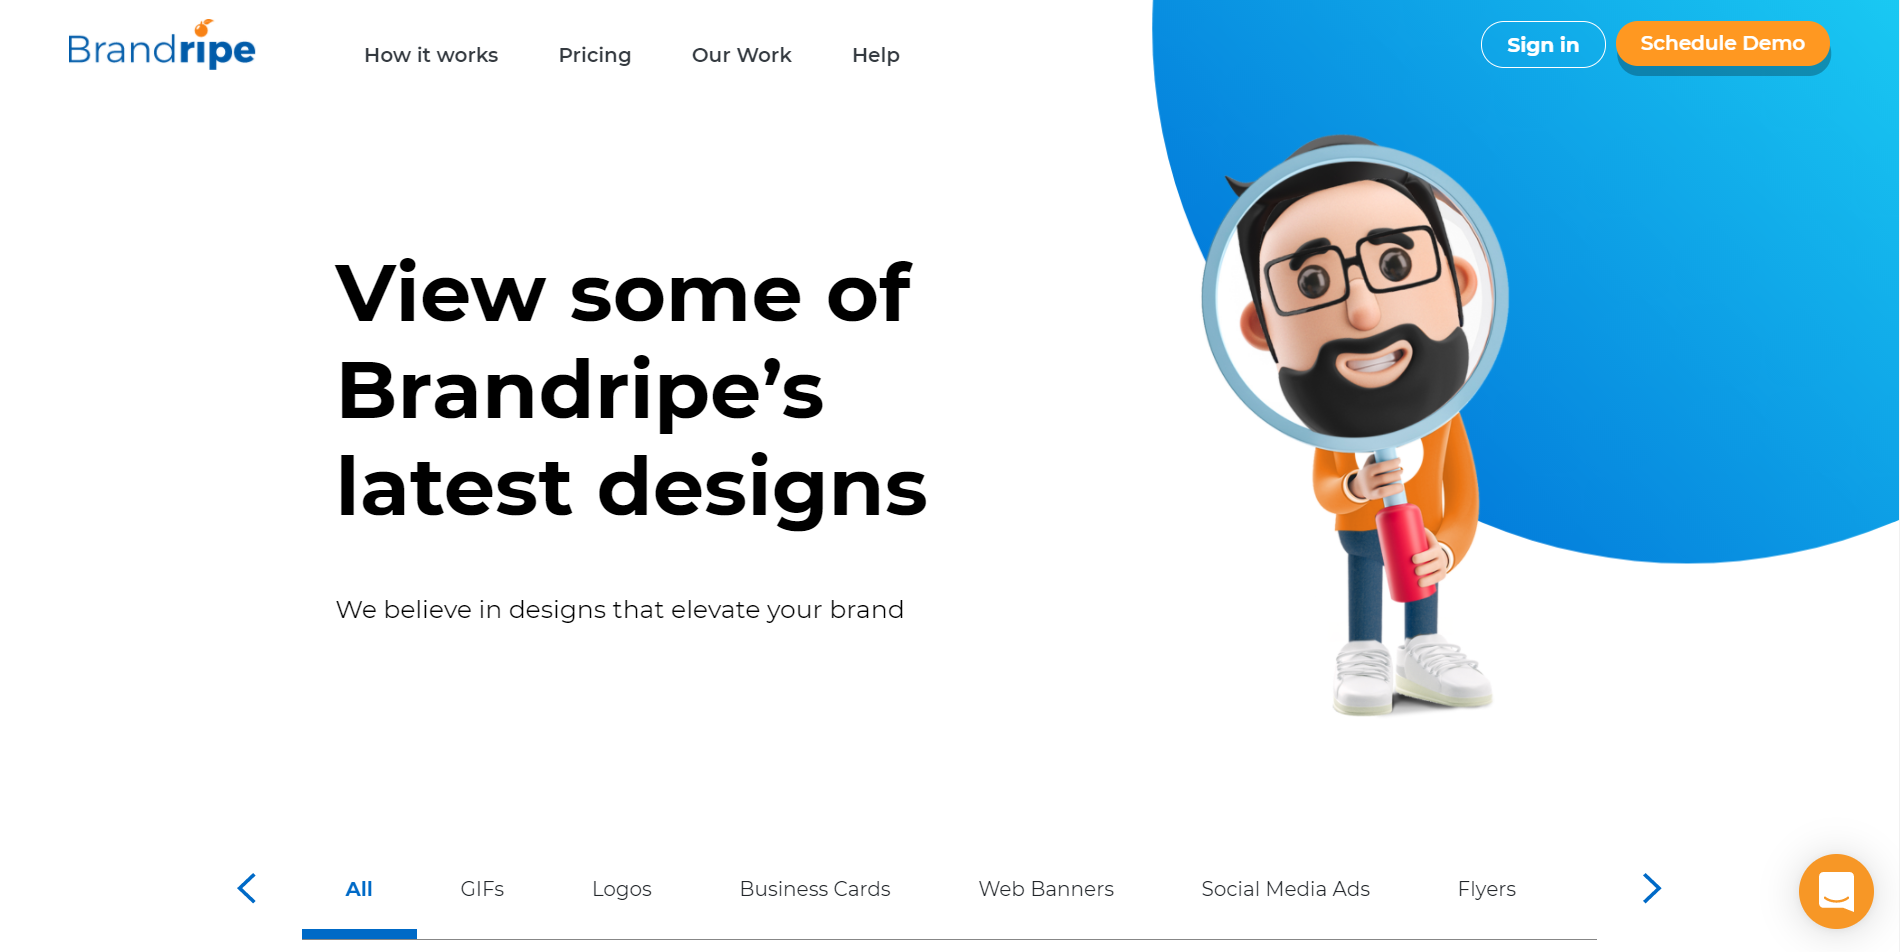 Brandripe
How it works
Pricing
Our Work
Help
Sign in
Schedule Demo
View some of
Brandripe’s
latest designs
We believe in designs that elevate your brand
All
GIFs
Logos
Business Cards
Web Banners
Social Media Ads
Flyers